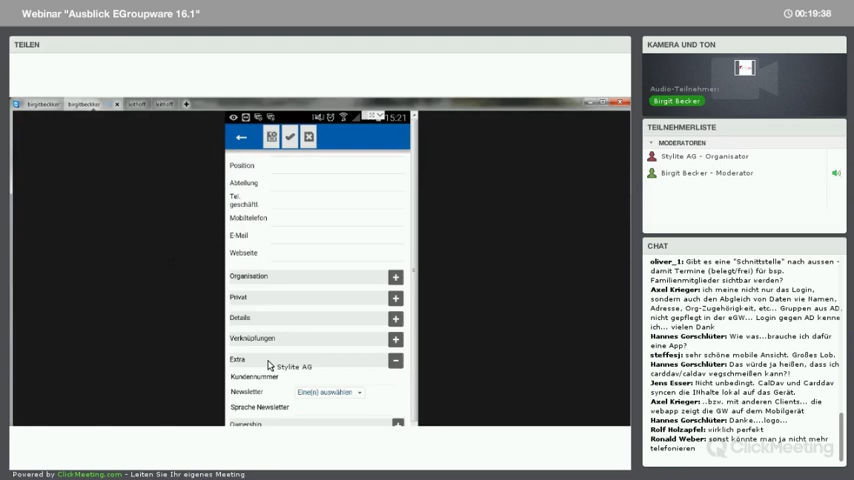 Webinar "Ausblick EGroupware 16.1"
00:19:38
TEILEN
birgitbeckker
birgitbeckker
15:21
Position
Abteilung
Tel.
geschäftl.
Mobiltelefon
E-Mail
Webseite
Organisation
Privat
Details
Verknüpfungen
Extra
Stylite AG
Kundennummer
Newsletter
Eine(n) auswählen
Sprache Newsletter
Ownership
KAMERA UND TON
Audio-Teilnehmer:
Birgit Becker
TEILNEHMERLISTE
MODERATOREN
Stylite AG - Organisator
Birgit Becker - Moderator
CHAT
oliver_1: Gibt es eine "Schnittstelle" nach aussen -
damit Termine (belegt/frei) für bsp.
Familienmitglieder sichtbar werden?
Axel Krieger: ich meine nicht nur das Login,
sondern auch den Abgleich von Daten wie Namen,
Adresse, Org-Zugehörigkeit, etc... Gruppen aus AD.
nicht gepflegt in der eGW... Login gegen AD kenne
ich... vielen Dank
Hannes Gorschlüter: Wie vas...brauche ich dafür
eine App?
steffesj: sehr schöne mobile Ansicht. Großes Lob.
Hannes Gorschlüter: Das würde ja heißen, dass ich
carddav/caldav wegschmeißen kann?!
Jens Esser: Nicht unbedingt. CalDav und Carddav
syncen die INhalte lokal auf das Gerät.
Axel Krieger: ..bzw. mit anderen Clients... die
webapp zeigt die GW auf dem Mobilgerät
Hannes Gorschlüter: Danke....logo...
Rolf Holzapfel: virklich perfekt
Ronald Weber: sonst könnte man ja nicht mehr
telefonieren
ClickMeeting
Powered by ClickMeeting.com - Leiten Sie Ihr eigenes Meeting